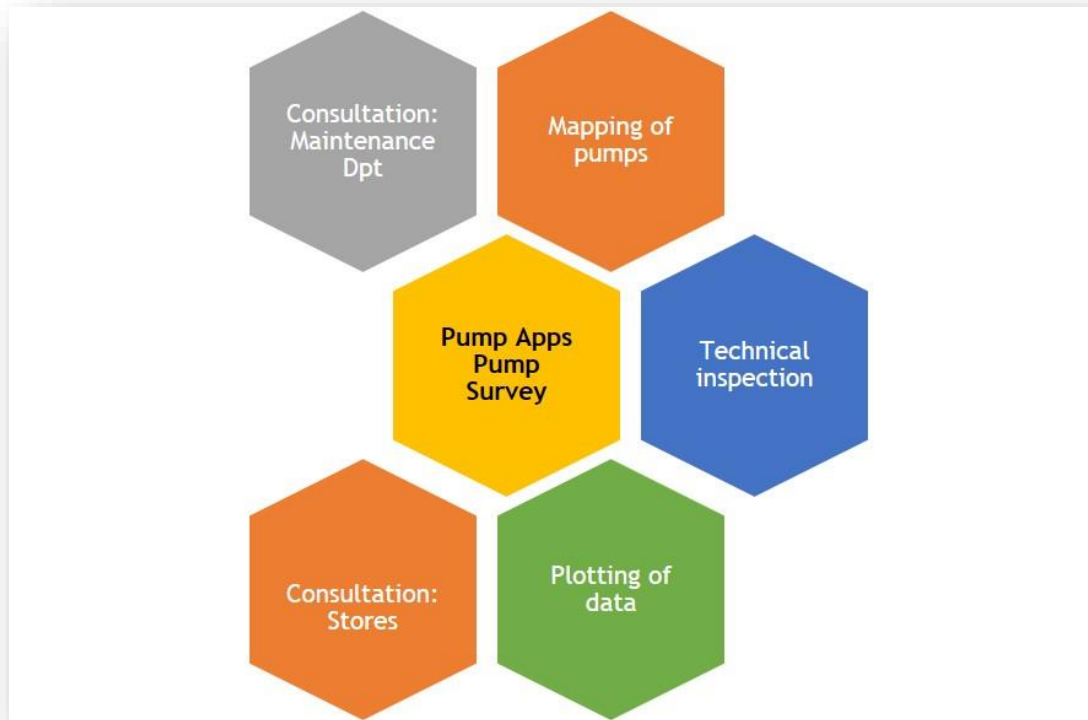 Consultation:
Maintenance
Dpt
Mapping of
pumps
Pump Apps
Pump
Survey
Technical
inspection
Consultation:
Stores
Plotting of
data